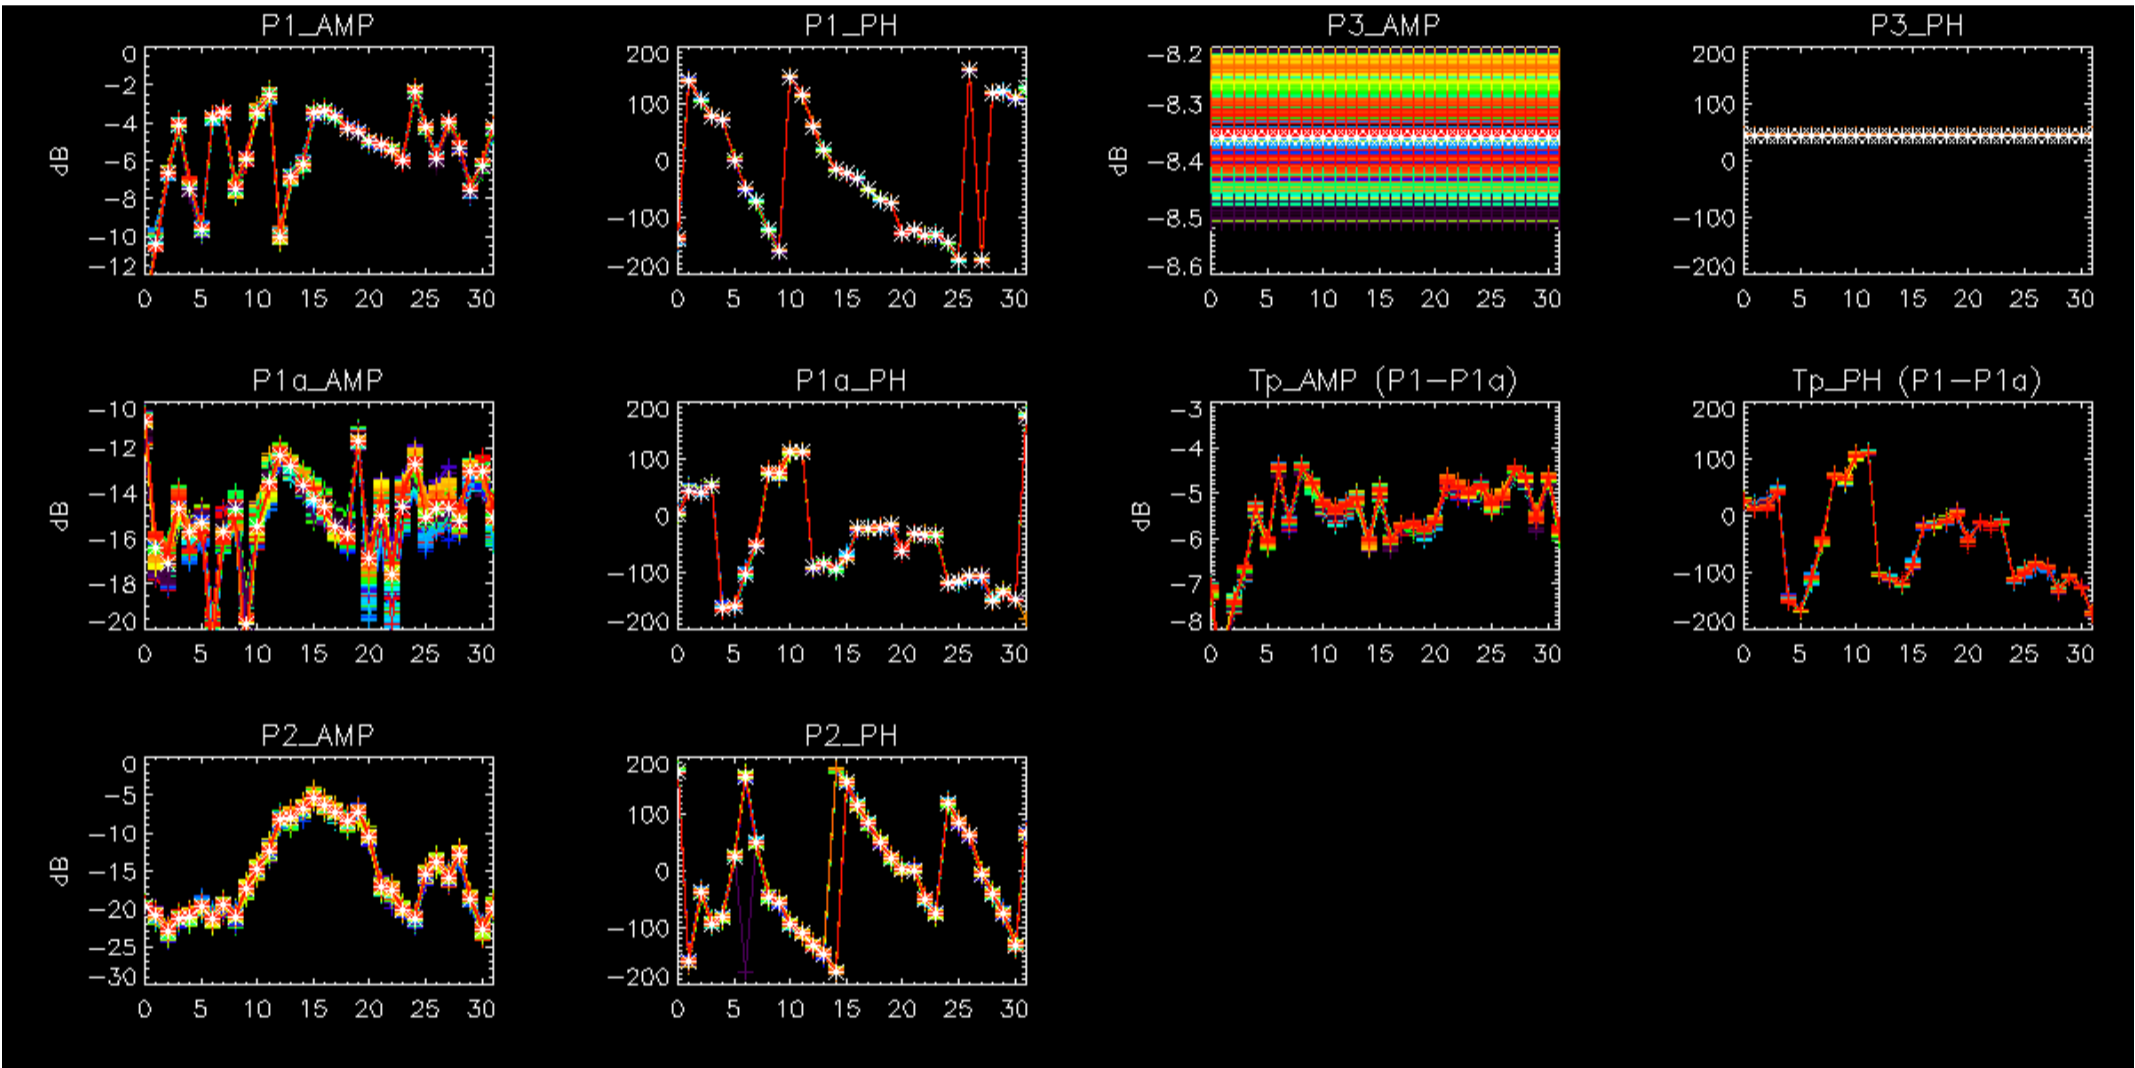 P1_AMP
0
−2
−4
−6
−8
−10
−12
dB
0 5 10 15 20 25 30
P1_PH
200
100
0
−100
−200
0 5 10 15 20 25 30
P3_AMP
−8.2
−8.3
−8.4
−8.5
−8.6
dB
0 5 10 15 20 25 30
P3_PH
200
100
0
−100
−200
0 5 10 15 20 25 30
P1a_AMP
−10
−12
−14
−16
−18
−20
dB
0 5 10 15 20 25 30
P1a_PH
200
100
0
−100
−200
0 5 10 15 20 25 30
Tp_AMP (P1−P1a)
−3
−4
−5
−6
−7
−8
dB
0 5 10 15 20 25 30
Tp_PH (P1−P1a)
200
100
0
−100
−200
0 5 10 15 20 25 30
P2_AMP
0
−5
−10
−15
−20
−25
−30
dB
0 5 10 15 20 25 30
P2_PH
200
100
0
−100
−200
0 5 10 15 20 25 30